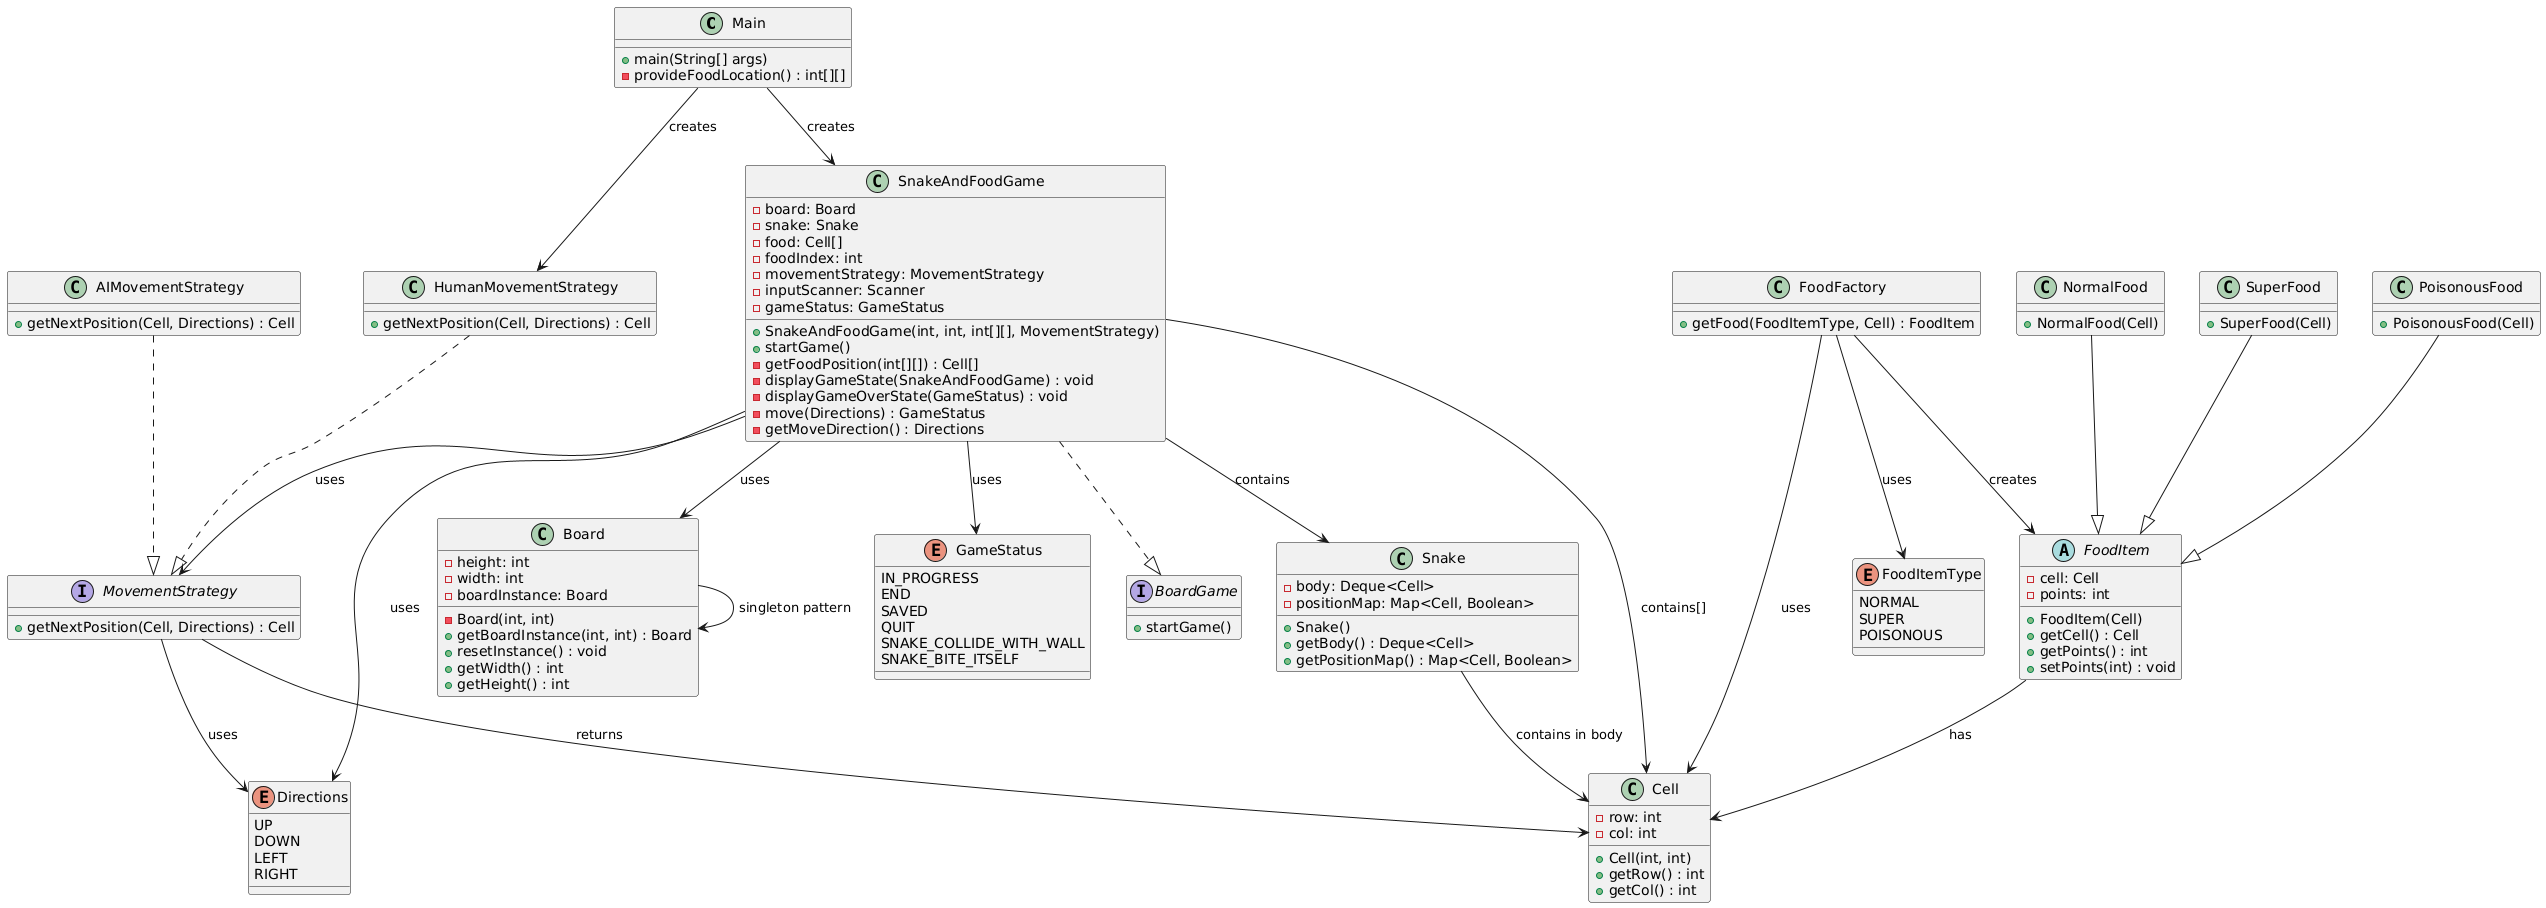 C Main
main(String[] args)
provideFoodLocation() : int[][]
creates
creates
C SnakeAndFoodGame
board: Board
snake: Snake
food: Cell[]
foodIndex: int
movementStrategy: MovementStrategy
inputScanner: Scanner
gameStatus: GameStatus
SnakeAndFoodGame(int, int, int[][], MovementStrategy)
startGame()
getFoodPosition(int[][]) : Cell[]
displayGameState(SnakeAndFoodGame) : void
displayGameOverState(GameStatus) : void
move(Directions) : GameStatus
getMoveDirection() : Directions
C AIMovementStrategy
getNextPosition(Cell, Directions) : Cell
C HumanMovementStrategy
getNextPosition(Cell, Directions) : Cell
C FoodFactory
getFood(FoodItemType, Cell) : FoodItem
C NormalFood
NormalFood(Cell)
C SuperFood
SuperFood(Cell)
C PoisonousFood
PoisonousFood(Cell)
uses
uses
uses
contains
uses
creates
I MovementStrategy
getNextPosition(Cell, Directions) : Cell
uses
C Board
height: int
width: int
boardInstance: Board
Board(int, int)
getBoardInstance(int, int) : Board
resetInstance() : void
getWidth() : int
getHeight() : int
singleton pattern
E GameStatus
IN_PROGRESS
END
SAVED
QUIT
SNAKE_COLLIDE_WITH_WALL
SNAKE_BITE_ITSELF
I BoardGame
startGame()
C Snake
body: Deque<Cell>
positionMap: Map<Cell, Boolean>
Snake()
getBody() : Deque<Cell>
getPositionMap() : Map<Cell, Boolean>
contains[]
uses
E FoodItemType
NORMAL
SUPER
POISONOUS
A FoodItem
cell: Cell
points: int
FoodItem(Cell)
getCell() : Cell
getPoints() : int
setPoints(int) : void
uses
returns
contains in body
has
E Directions
UP
DOWN
LEFT
RIGHT
C Cell
row: int
col: int
Cell(int, int)
getRow() : int
getCol() : int